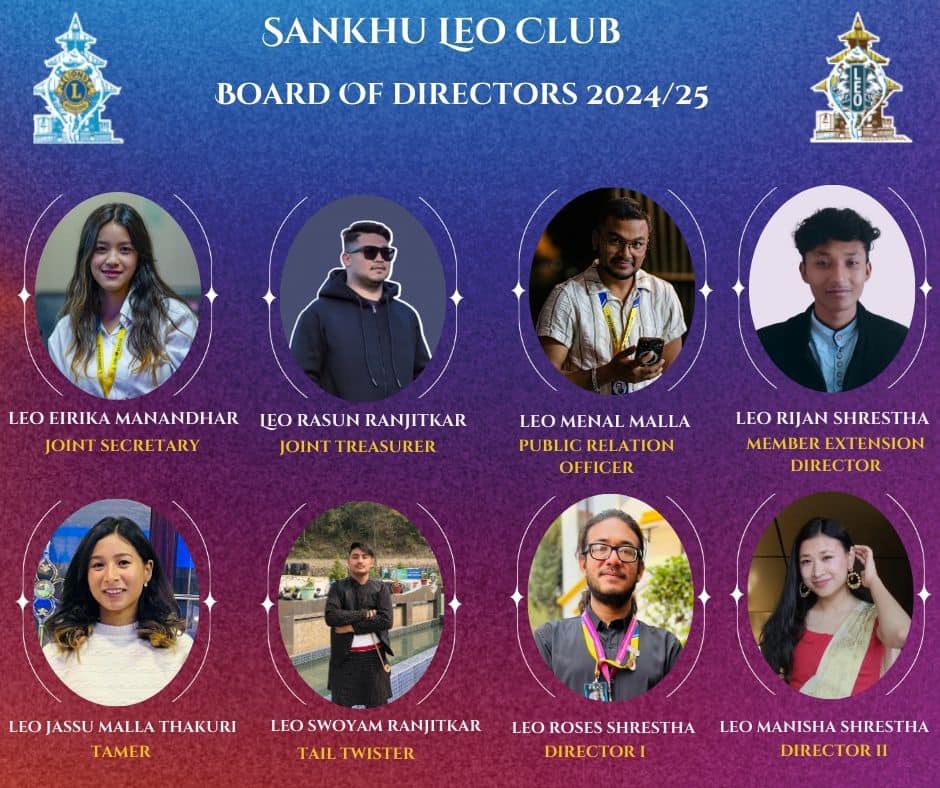 SANKHU LEO CLUB
BOARD OF DIRECTORS 2024/25
L
LEO
LEO EIRIKA MANANDHAR
JOINT SECRETARY
LEO RASUN RANJITKAR
JOINT TREASURER
LEO MENAL MALLA
PUBLIC RELATION
OFFICER
LEO RIJAN SHRESTHA
MEMBER EXTENSION
DIRECTOR
LEO JASSU MALLA THAKURI
TAMER
LEO SWOYAM RANJITKAR
TAIL TWISTER
LEO ROSES SHRESTHA
DIRECTOR I
LEO MANISHA SHRESTHA
DIRECTOR II